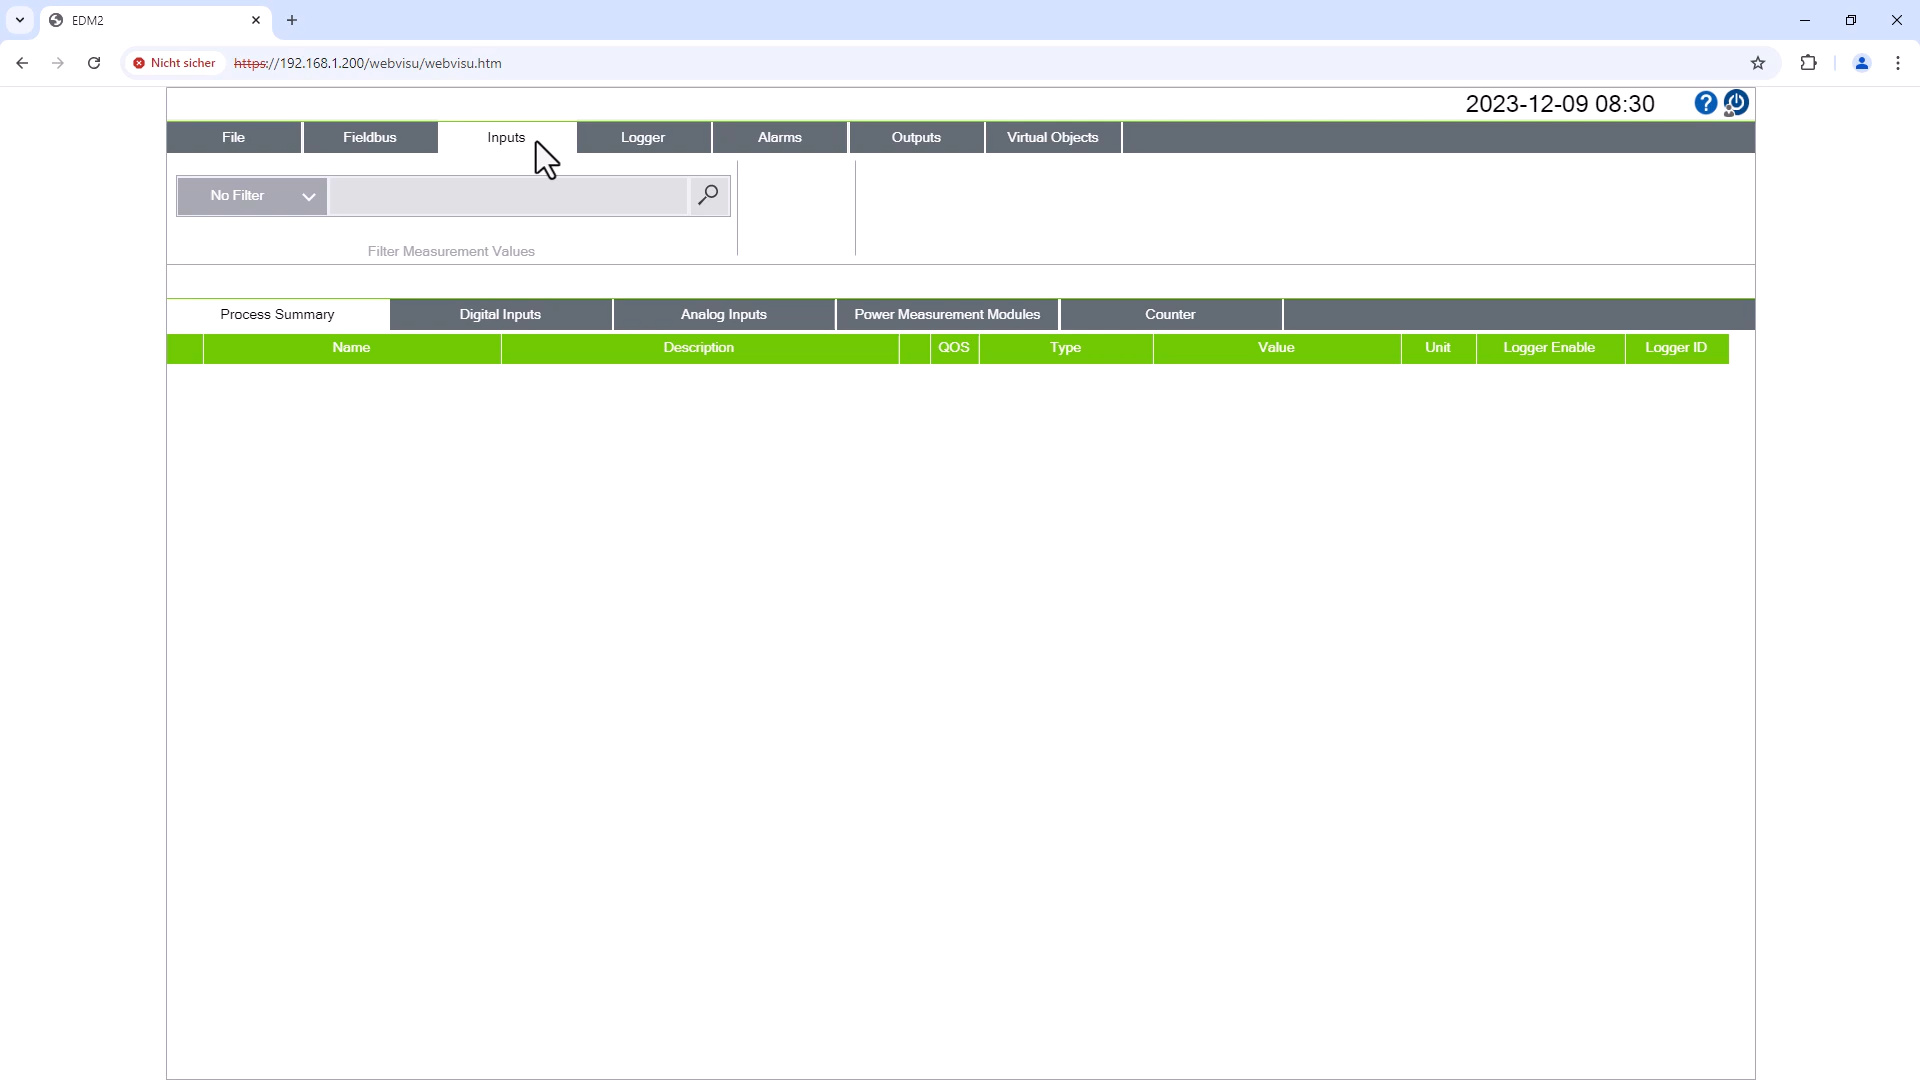 EDM2
Nicht sicher https://192.168.1.200/webvisu/webvisu.htm
2023-12-09 08:30
File Fieldbus Inputs Logger Alarms Outputs Virtual Objects
No Filter
Filter Measurement Values
Process Summary Digital Inputs Analog Inputs Power Measurement Modules Counter
Name Description QOS Type Value Unit Logger Enable Logger ID